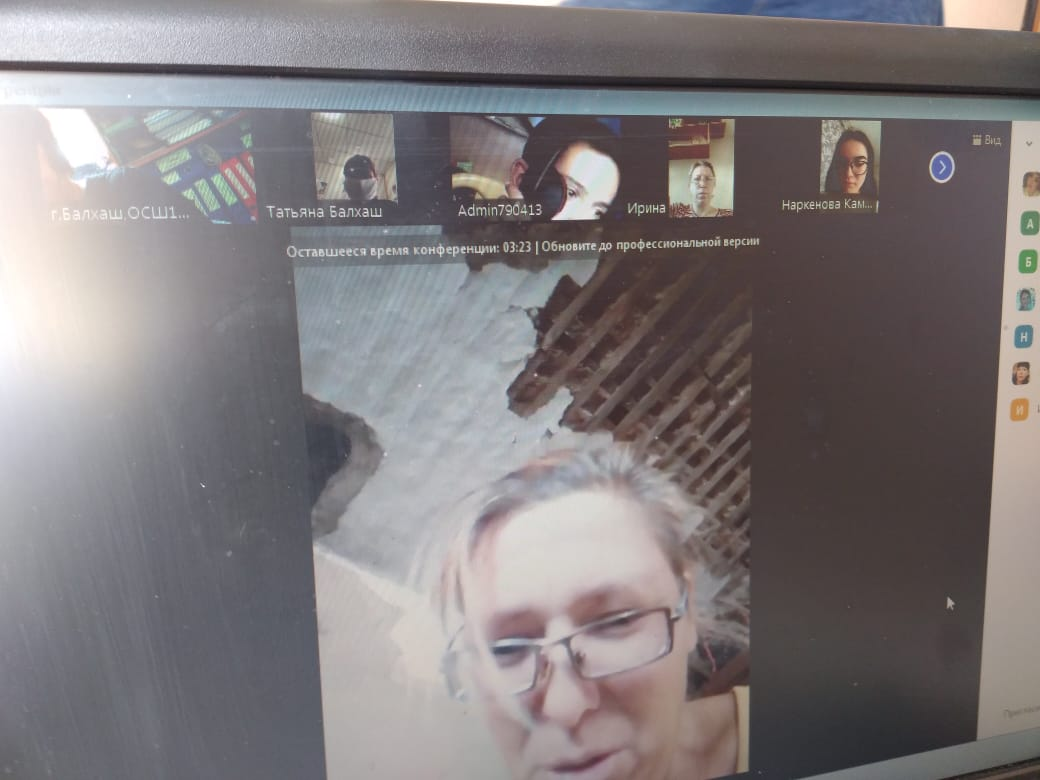 Вид
г.Балхаш,ОСШ1...
Татьяна Балхаш
Admin790413
Ирина
Наркенова Кам...
Оставшееся время конференции: 03:23 | Обновите до профессиональной версии
А
Б
Н
И